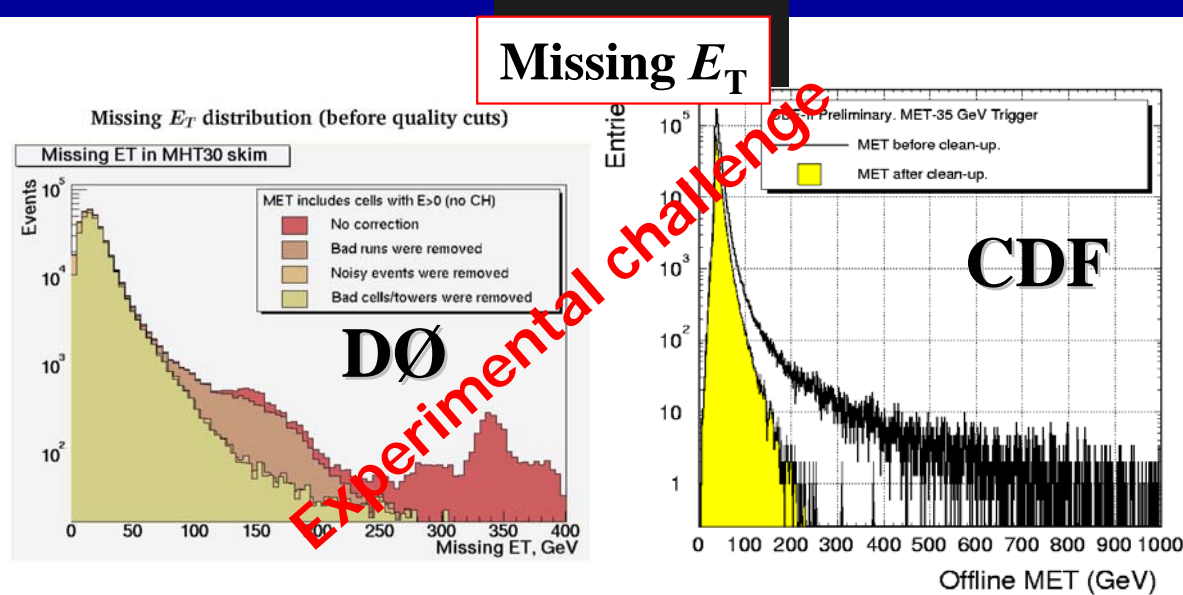 Missing E_T
Missing E_T distribution (before quality cuts)
Missing ET in MHT30 skim
Events
10^5
10^4
10^3
10^2
MET includes cells with E>0 (no CH)
No correction
Bad runs were removed
Noisy events were removed
Bad cells/towers were removed
DØ
0 50 100 150 200 250 300 350 400
Missing ET, GeV
Experimental challenge
Entrie
10^5
10
10^3
10^2
10
1
Preliminary. MET-35 GeV Trigger
MET before clean-up.
MET after clean-up.
CDF
0 100 200 300 400 500 600 700 800 900 1000
Offline MET (GeV)